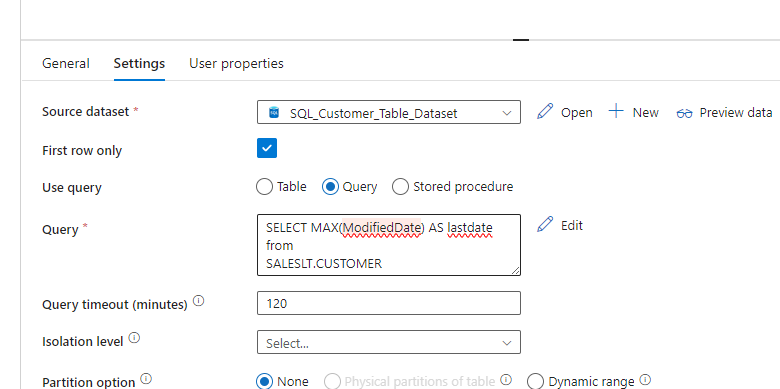 General Settings User properties
Source dataset * SQL_Customer_Table_Dataset Open New Preview data
First row only
Use query Table Query Stored procedure
Query * SELECT MAX(ModifiedDate) AS lastdate Edit
from
SALESLT.CUSTOMER
Query timeout (minutes) 120
Isolation level Select...
Partition option None Physical partitions of table Dynamic range